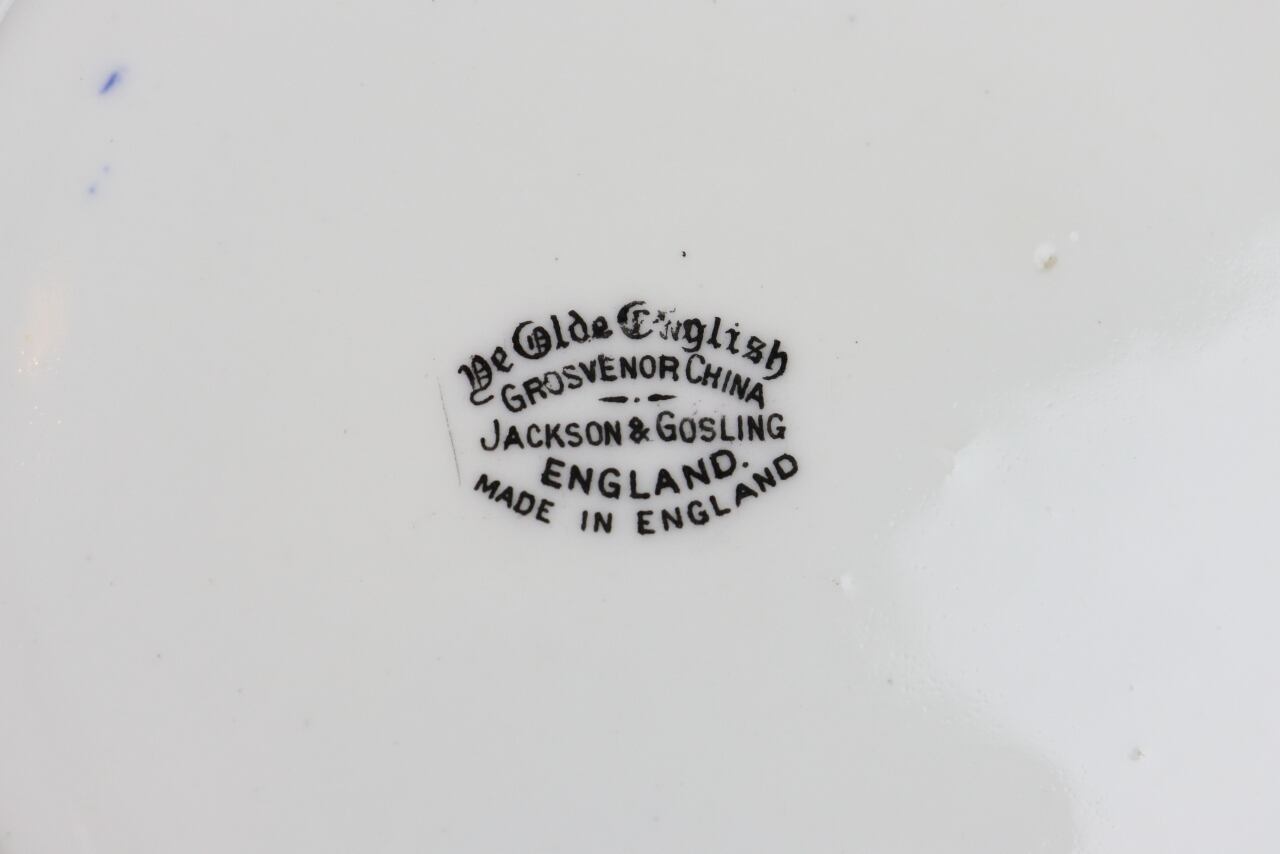 Ye Olde English
GROSVENOR CHINA
JACKSON & GOSLING
ENGLAND.
MADE IN ENGLAND